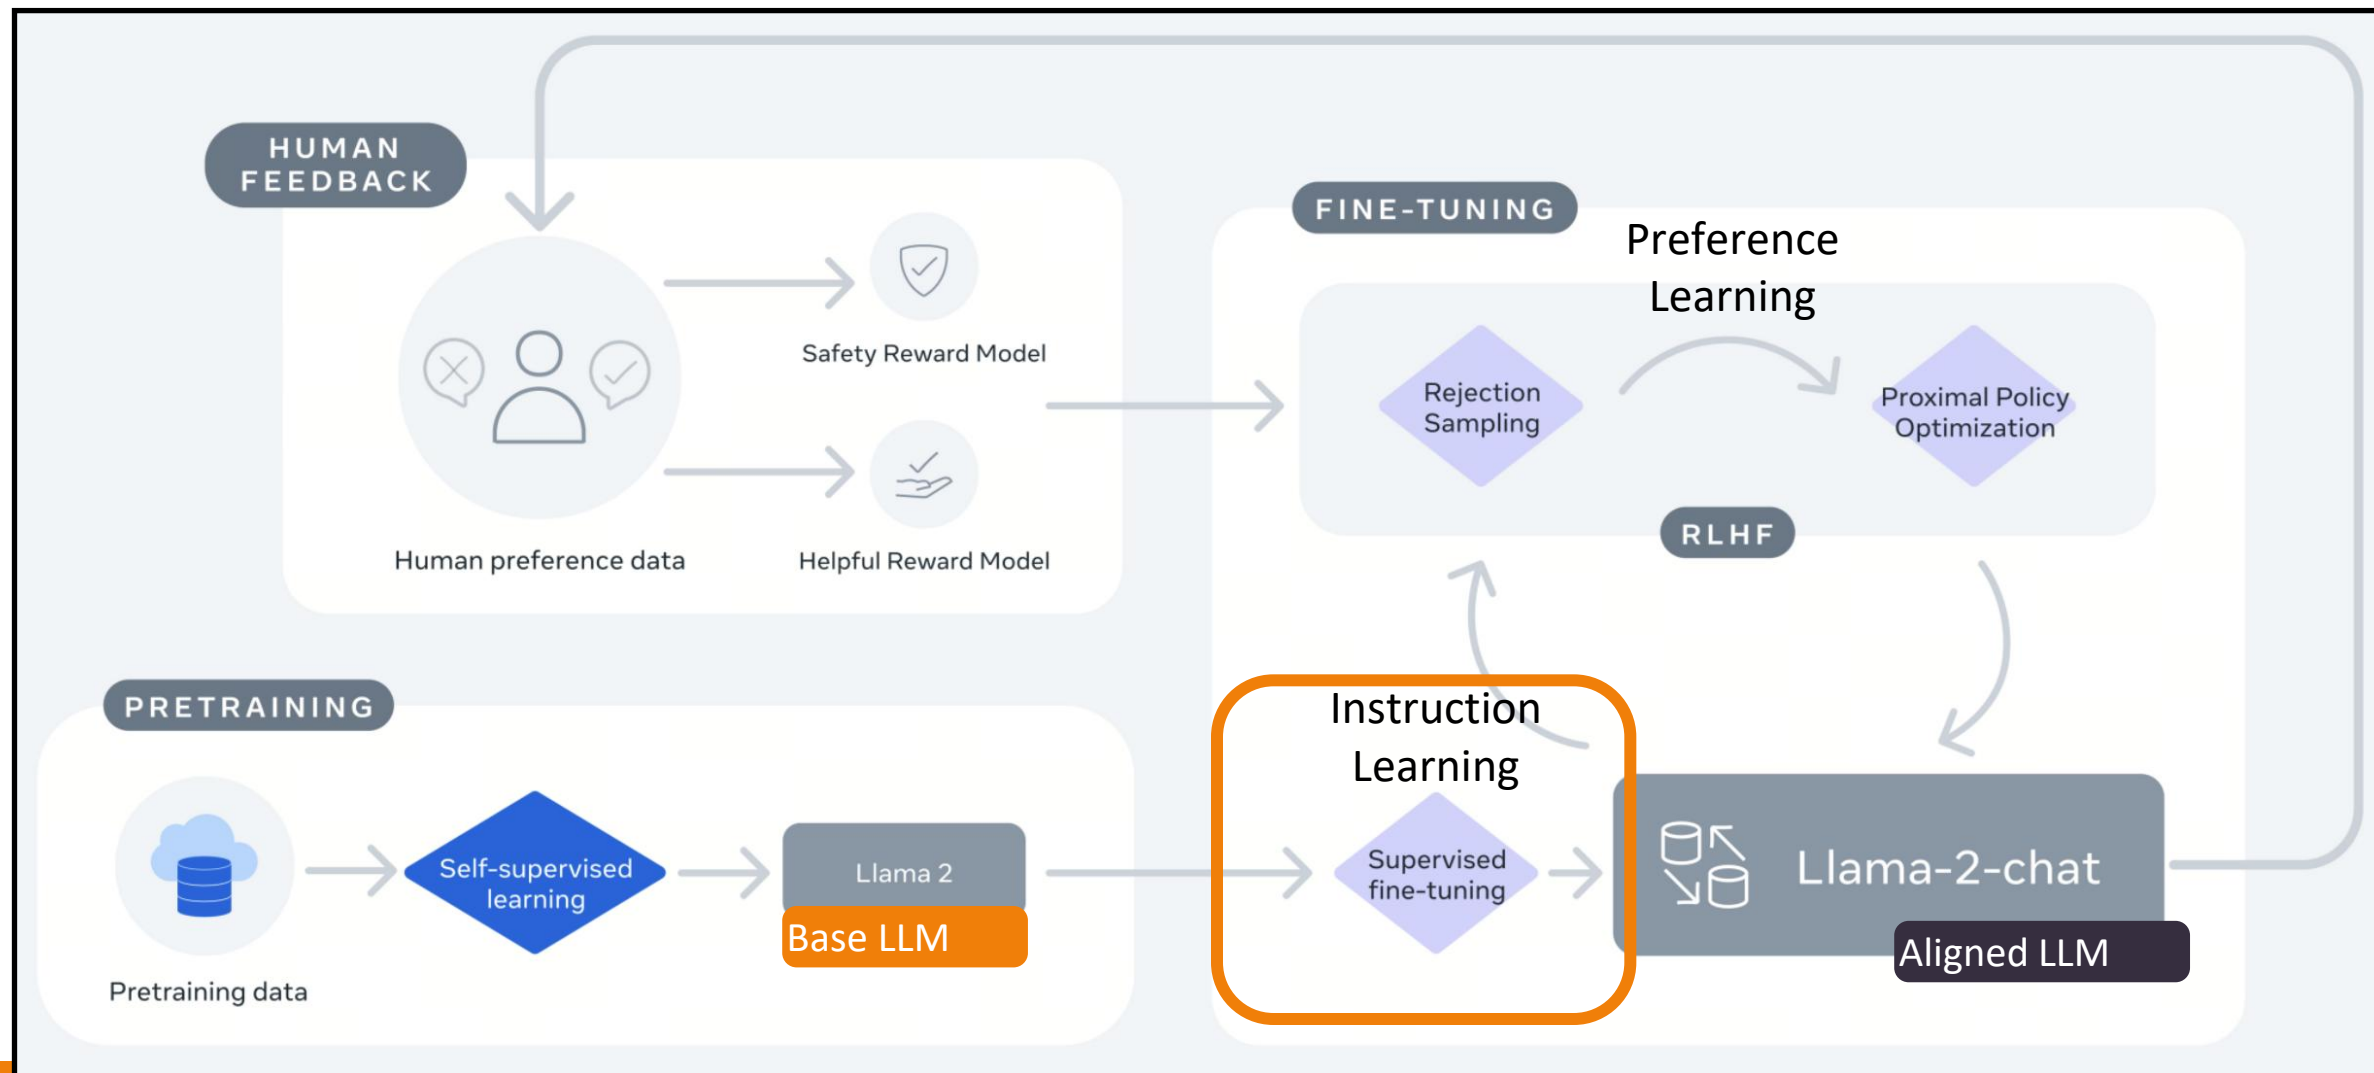 HUMAN
FEEDBACK
Safety Reward Model
Human preference data
Helpful Reward Model
FINE-TUNING
Preference
Learning
Rejection
Sampling
Proximal Policy
Optimization
RLHF
PRETRAINING
Pretraining data
Self-supervised
learning
Llama 2
Base LLM
Instruction
Learning
Supervised
fine-tuning
Llama-2-chat
Aligned LLM